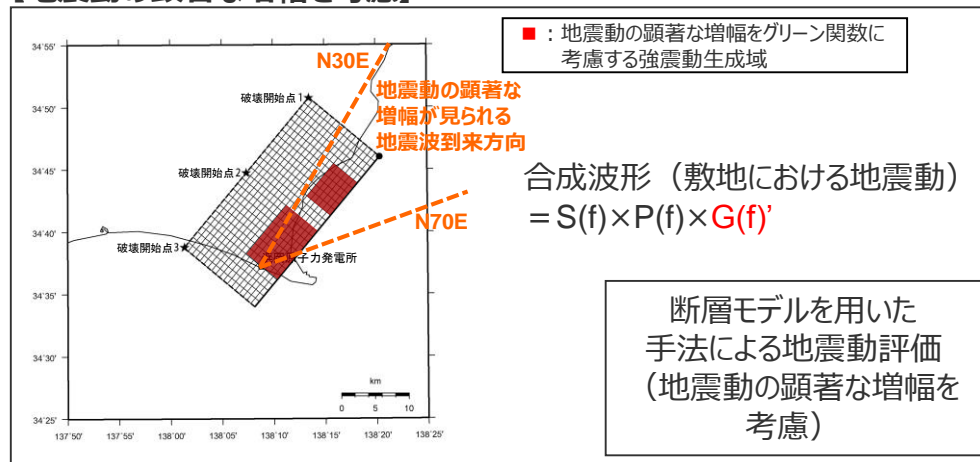 ■：地震動の顕著な増幅をグリーン関数に
考慮する強震動生成域
N30E
地震動の顕著な
増幅が見られる
地震波到来方向
N70E
破壊開始点1★
破壊開始点2★
破壊開始点3★
子力発電所
34°55'
34°50'
34°45'
34°40'
34°35'
34°30'
34°25'
137°50'
137°55'
138°00'
138°05'
138°10'
138°15'
138°20'
138°25'
km
0 5 10
合成波形（敷地における地震動）
＝S(f)×P(f)×G(f)’
断層モデルを用いた
手法による地震動評価
（地震動の顕著な増幅を
考慮）